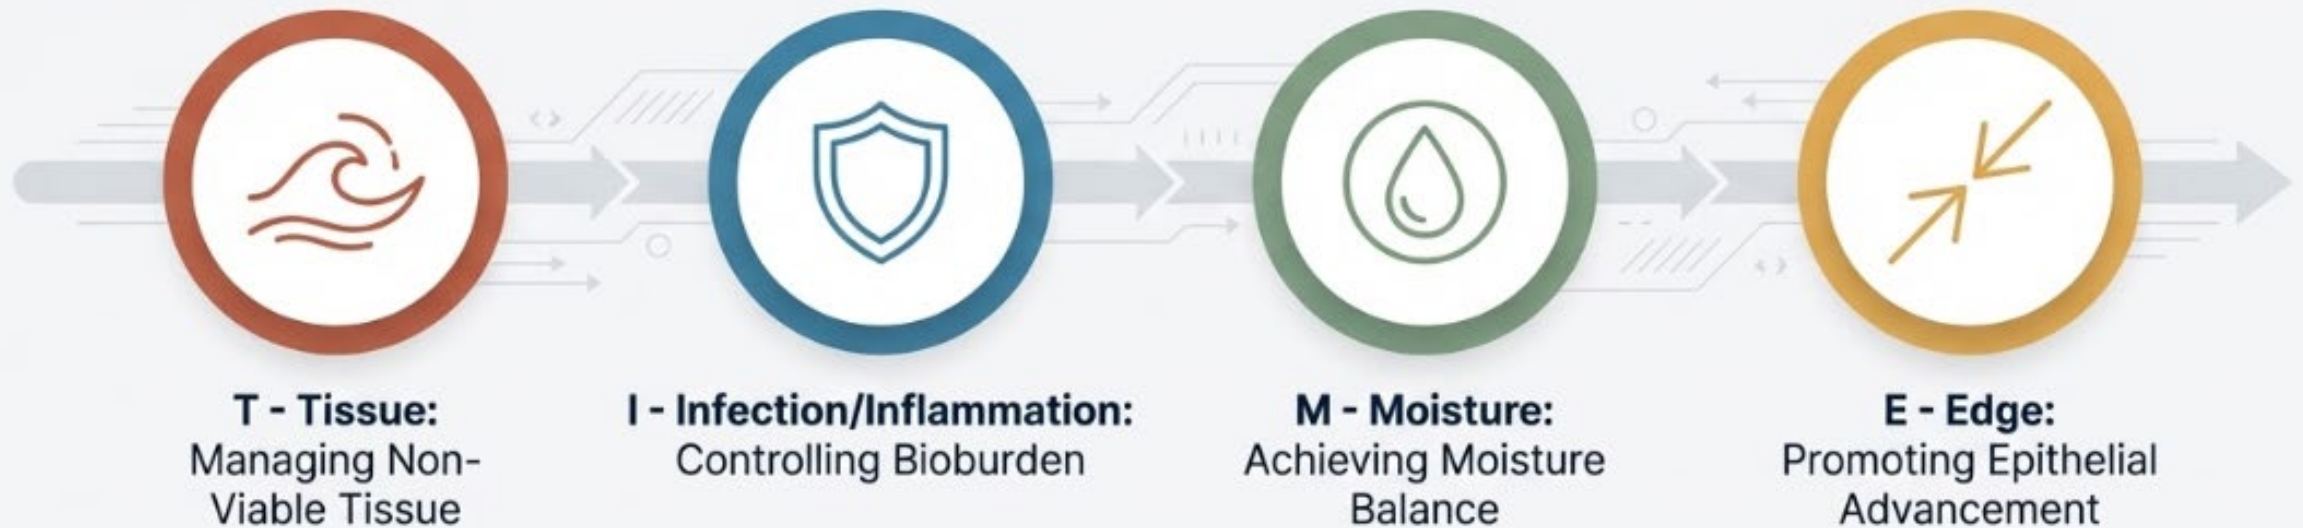 T - Tissue:
Managing Non-
Viable Tissue
I - Infection/Inflammation:
Controlling Bioburden
M - Moisture:
Achieving Moisture
Balance
E - Edge:
Promoting Epithelial
Advancement